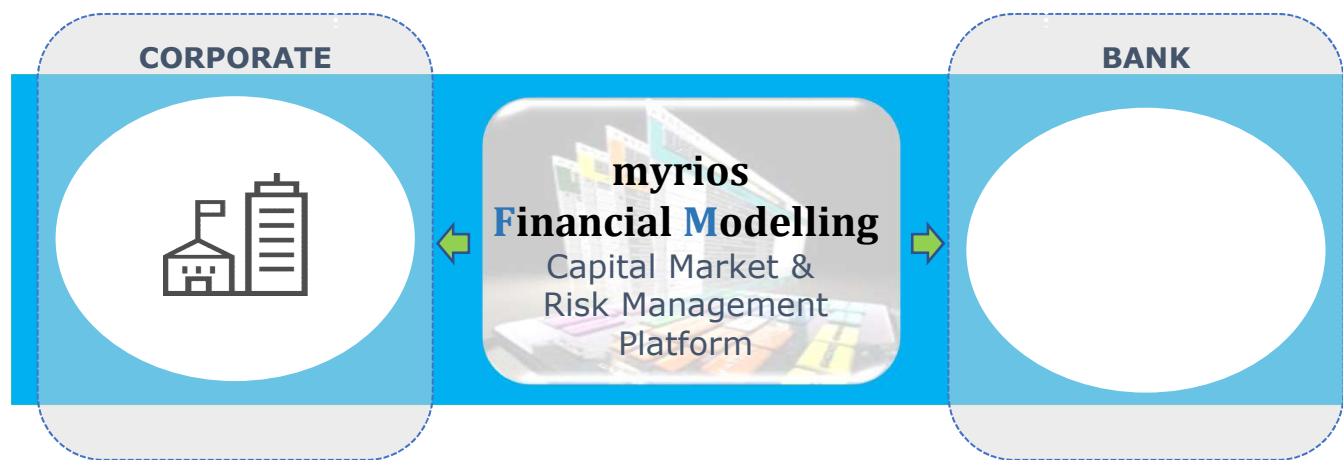 CORPORATE
BANK
myrios
Financial Modelling
Capital Market &
Risk Management
Platform